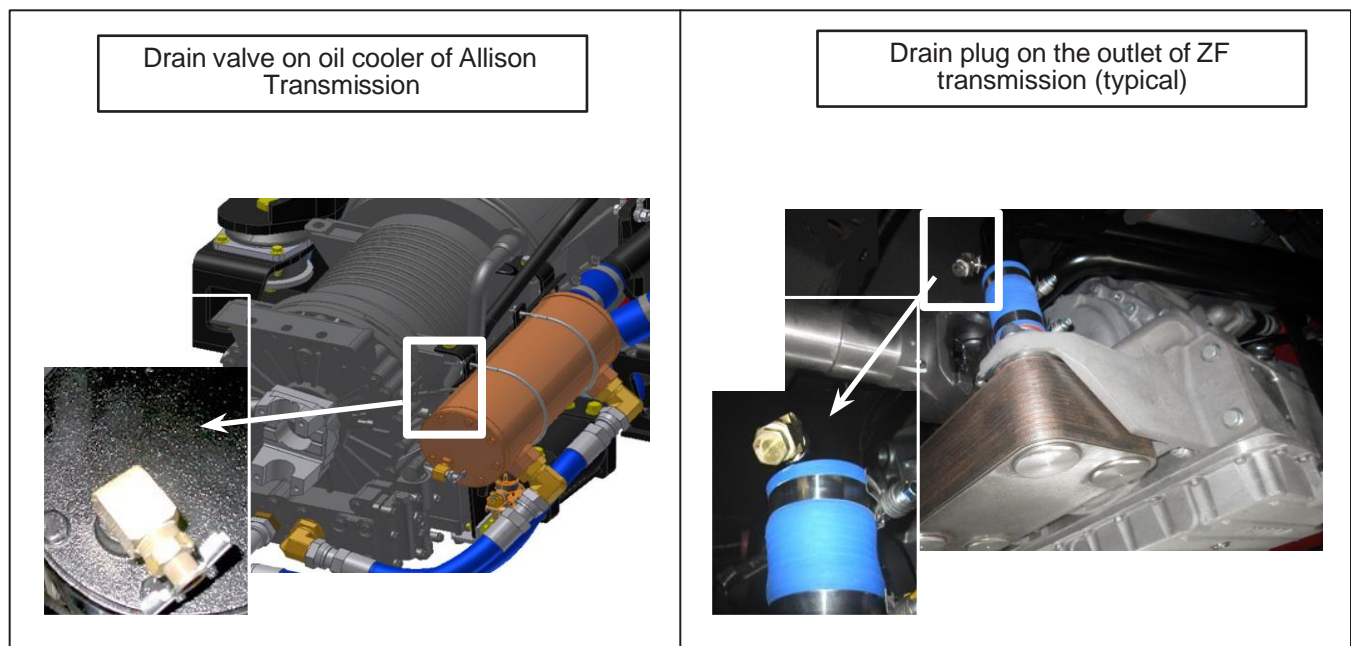 Drain valve on oil cooler of Allison
Transmission
Drain plug on the outlet of ZF
transmission (typical)